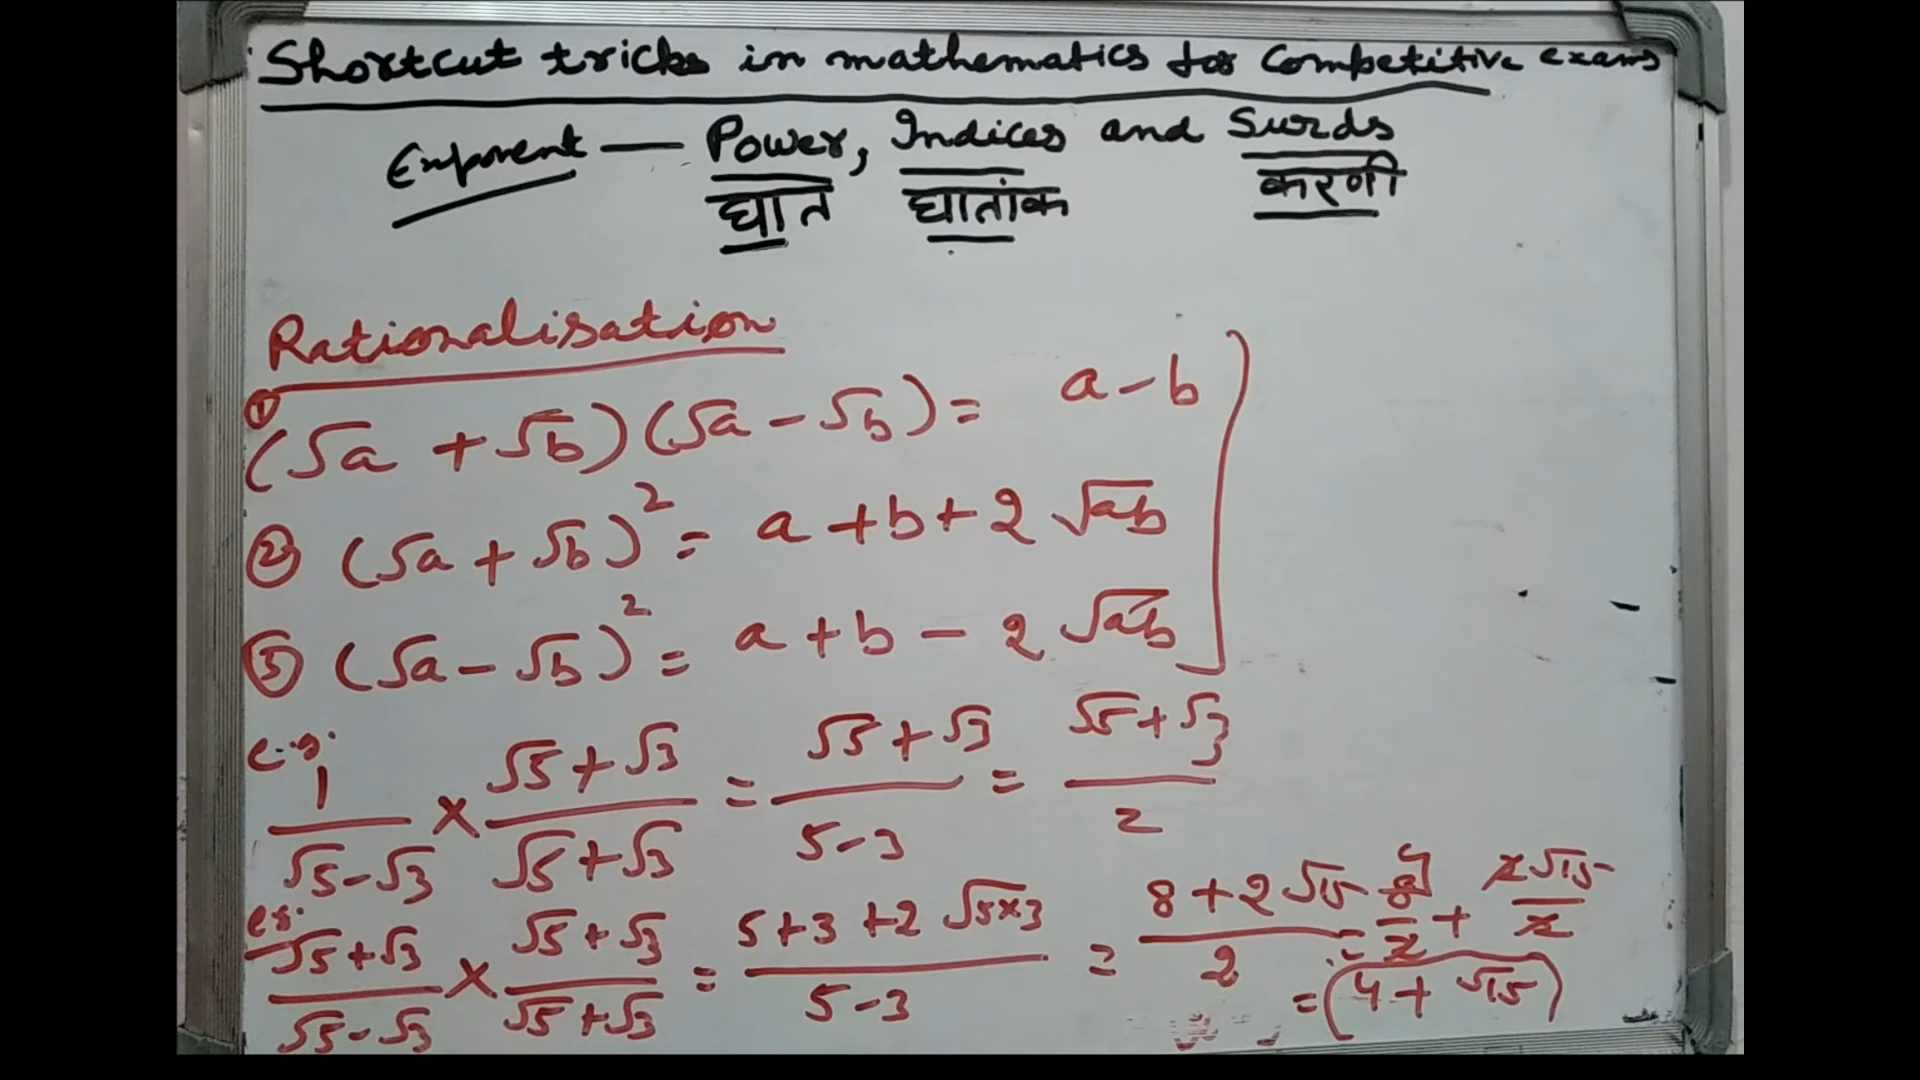 Shortcut tricks in mathematics for Competitive exams
Exponent — Power, Indices and Surds
घात घातांक करणी
Rationalisation
① (√a + √b)(√a - √b) = a - b
② (√a + √b)² = a + b + 2 √ab
③ (√a - √b)² = a + b - 2 √ab
e.g.
1/(√5 - √3) × (√5 + √3)/(√5 + √3) = (√5 + √3)/(5 - 3) = (√5 + √3)/2
eg.
(√5 + √3)/(√5 - √3) × (√5 + √3)/(√5 + √3) = (5 + 3 + 2 √5×3)/(5 - 3) = (8 + 2 √15)/2 = 8/2 + 2√15/2
= (4 + √15)